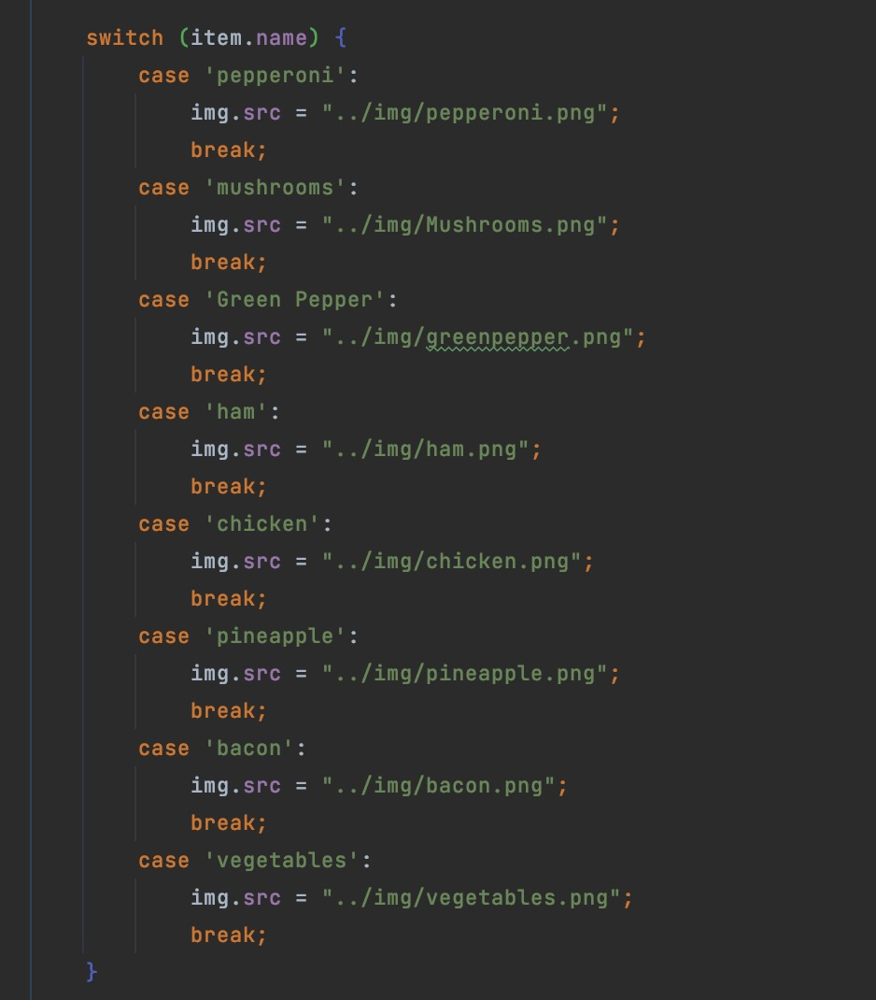 switch (item.name) {
    case 'pepperoni':
        img.src = "../img/pepperoni.png";
        break;
    case 'mushrooms':
        img.src = "../img/Mushrooms.png";
        break;
    case 'Green Pepper':
        img.src = "../img/greenpepper.png";
        break;
    case 'ham':
        img.src = "../img/ham.png";
        break;
    case 'chicken':
        img.src = "../img/chicken.png";
        break;
    case 'pineapple':
        img.src = "../img/pineapple.png";
        break;
    case 'bacon':
        img.src = "../img/bacon.png";
        break;
    case 'vegetables':
        img.src = "../img/vegetables.png";
        break;
}